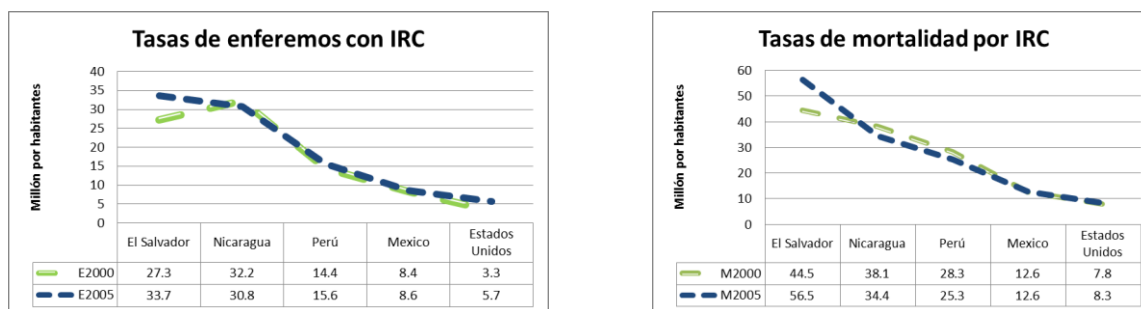 Tasas de enferemos con IRC
Millón por habitantes
40
35
30
25
20
15
10
5
0
El Salvador Nicaragua Perú Mexico Estados Unidos
E2000 27.3 32.2 14.4 8.4 3.3
E2005 33.7 30.8 15.6 8.6 5.7
Tasas de mortalidad por IRC
Millón por habitantes
60
50
40
30
20
10
0
El Salvador Nicaragua Perú Mexico Estados Unidos
M2000 44.5 38.1 28.3 12.6 7.8
M2005 56.5 34.4 25.3 12.6 8.3